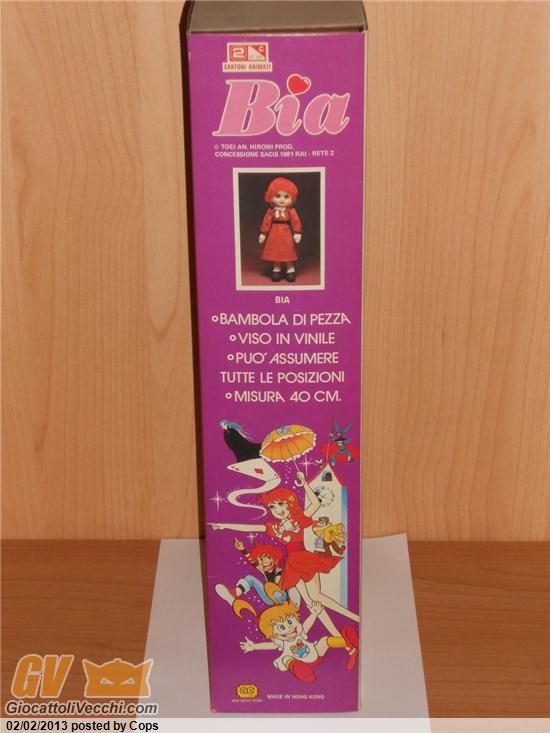 2 C
CARTONI ANIMATI
Bia
© TOEI AN. HIROMI PROD.
CONCESSIONE SACIS 1981 RAI - RETE 2
BIA
BAMBOLA DI PEZZA
VISO IN VINILE
PUO' ASSUMERE
TUTTE LE POSIZIONI
MISURA 40 CM.
GC
MADE IN HONG KONG
GV
GiocattoliVecchi.com
02/02/2013 posted by Cops